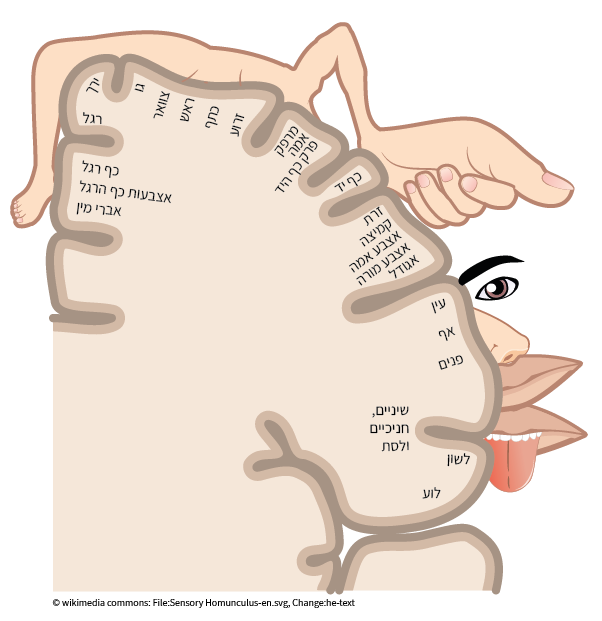 ירך
גו
צוואר
ראש
כתף
זרוע
מרפק
אמה
פרק כף היד
כף יד
זרת
קמיצה
אצבע אמה
אצבע מורה
אגודל
רגל
כף רגל
אצבעות כף הרגל
אברי מין
עין
אף
פנים
שיניים,
חניכיים
ולסת
לשון
לוע
© wikimedia commons: File:Sensory Homunculus-en.svg, Change:he-text